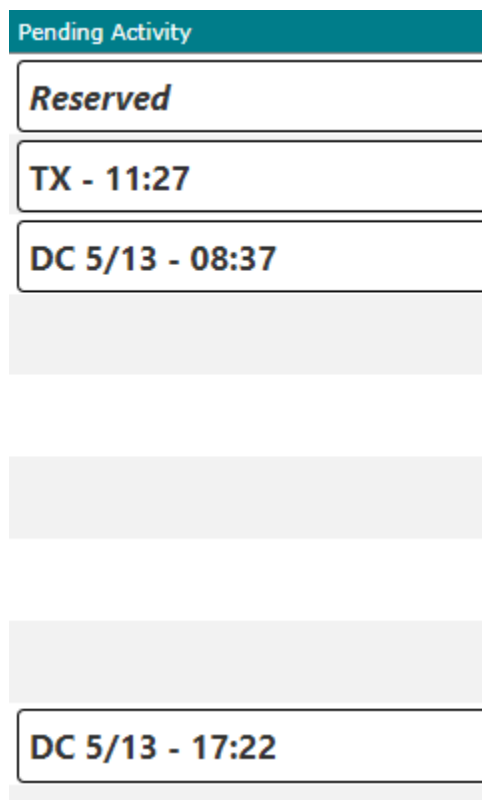 Pending Activity
Reserved
TX - 11:27
DC 5/13 - 08:37
DC 5/13 - 17:22